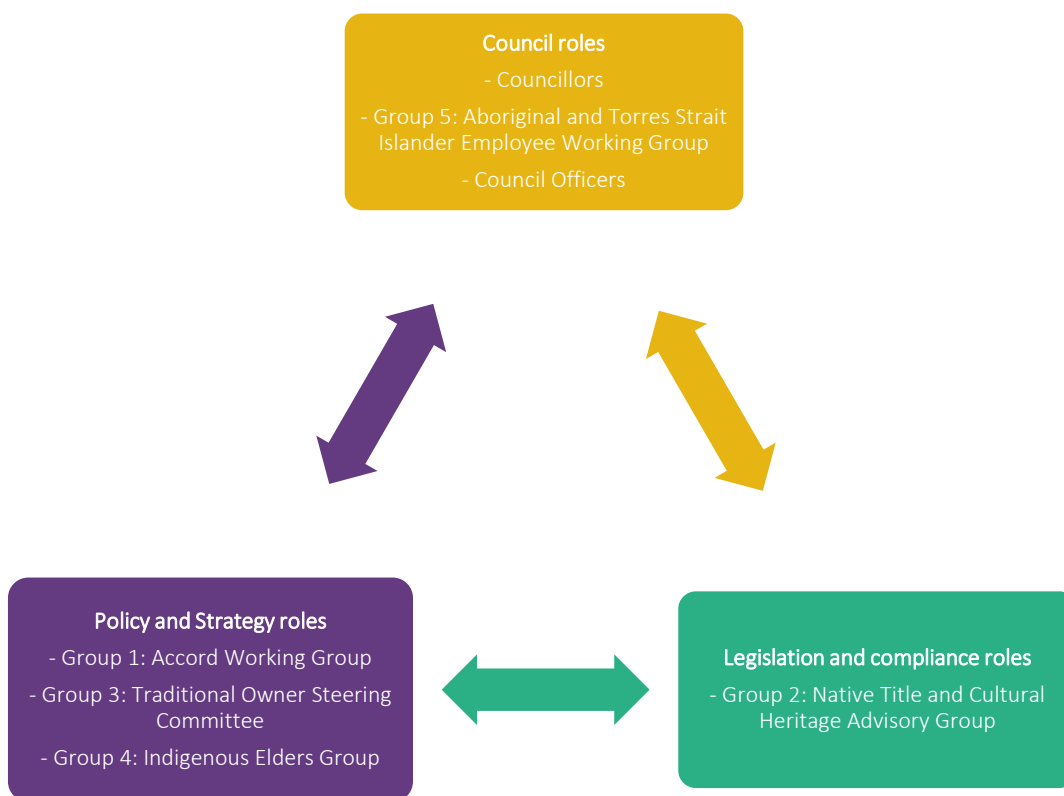 Council roles
- Councillors
- Group 5: Aboriginal and Torres Strait
Islander Employee Working Group
- Council Officers
Policy and Strategy roles
- Group 1: Accord Working Group
- Group 3: Traditional Owner Steering
Committee
- Group 4: Indigenous Elders Group
Legislation and compliance roles
- Group 2: Native Title and Cultural
Heritage Advisory Group